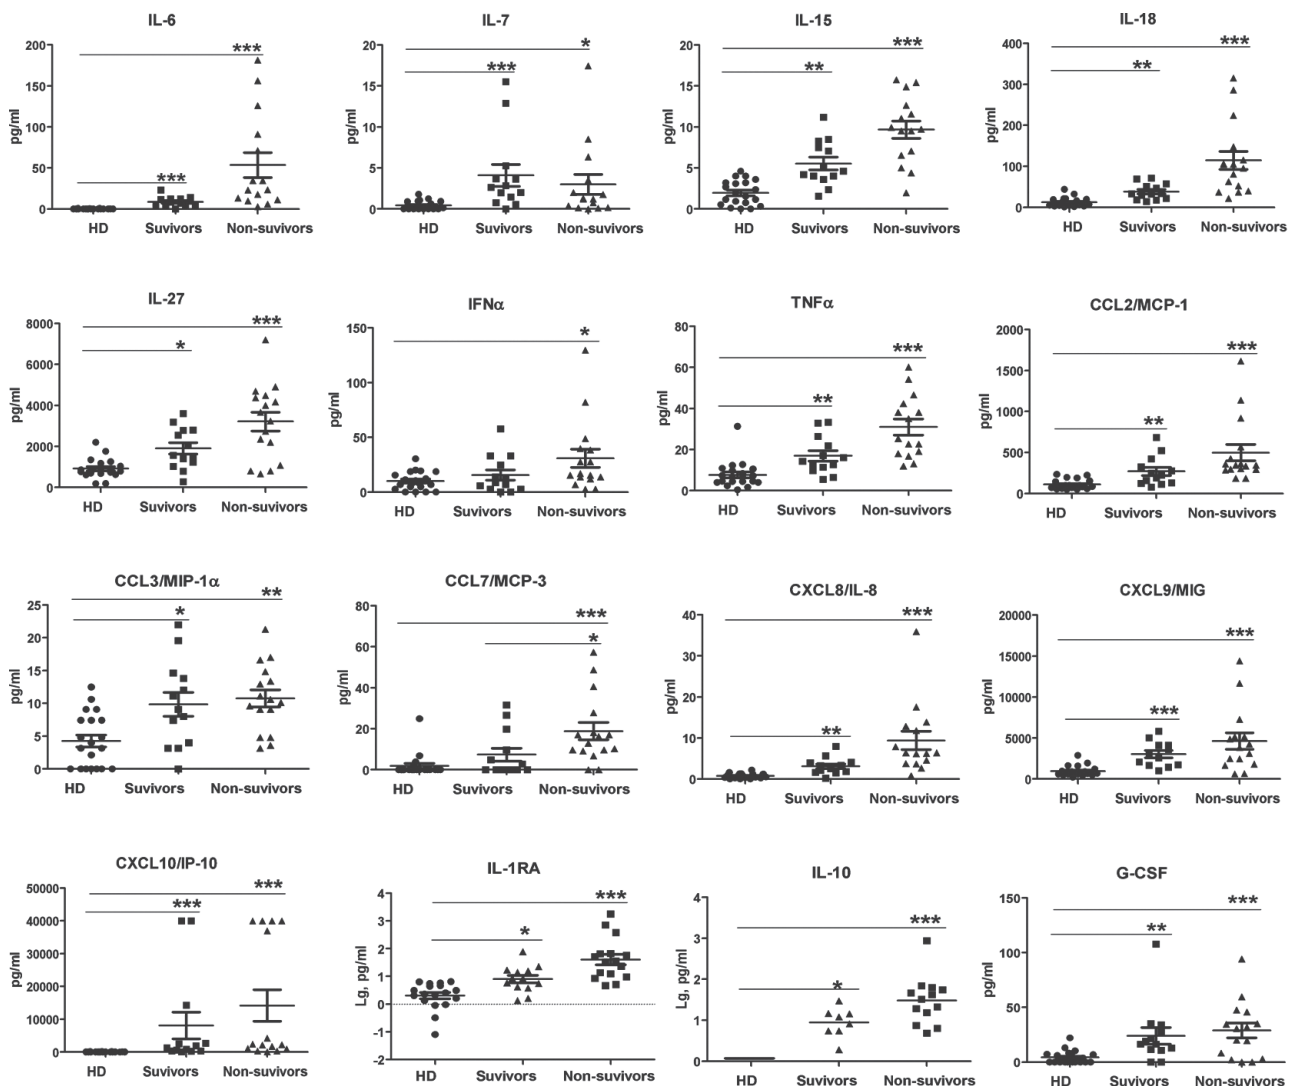 IL-6
200
150
100
50
0
pg/ml
***
***
HD
Suvivors
Non-suvivors
IL-7
20
15
10
5
0
pg/ml
*
***
HD
Suvivors
Non-suvivors
IL-15
20
15
10
5
0
pg/ml
***
**
HD
Suvivors
Non-suvivors
IL-18
400
300
200
100
0
pg/ml
***
**
HD
Suvivors
Non-suvivors
IL-27
8000
6000
4000
2000
0
pg/ml
***
*
HD
Suvivors
Non-suvivors
IFNα
150
100
50
0
pg/ml
*
HD
Suvivors
Non-suvivors
TNFα
80
60
40
20
0
pg/ml
***
**
HD
Suvivors
Non-suvivors
CCL2/MCP-1
2000
1500
1000
500
0
pg/ml
***
**
HD
Suvivors
Non-suvivors
CCL3/MIP-1α
25
20
15
10
5
0
pg/ml
**
*
HD
Suvivors
Non-suvivors
CCL7/MCP-3
80
60
40
20
0
pg/ml
***
*
HD
Suvivors
Non-suvivors
CXCL8/IL-8
40
30
20
10
0
pg/ml
***
**
HD
Suvivors
Non-suvivors
CXCL9/MIG
20000
15000
10000
5000
0
pg/ml
***
***
HD
Suvivors
Non-suvivors
CXCL10/IP-10
50000
40000
30000
20000
10000
0
pg/ml
***
***
HD
Suvivors
Non-suvivors
IL-1RA
4
3
2
1
0
-1
-2
Lg, pg/ml
***
*
HD
Suvivors
Non-suvivors
IL-10
4
3
2
1
0
Lg, pg/ml
***
*
HD
Suvivors
Non-suvivors
G-CSF
150
100
50
0
pg/ml
***
**
HD
Suvivors
Non-suvivors